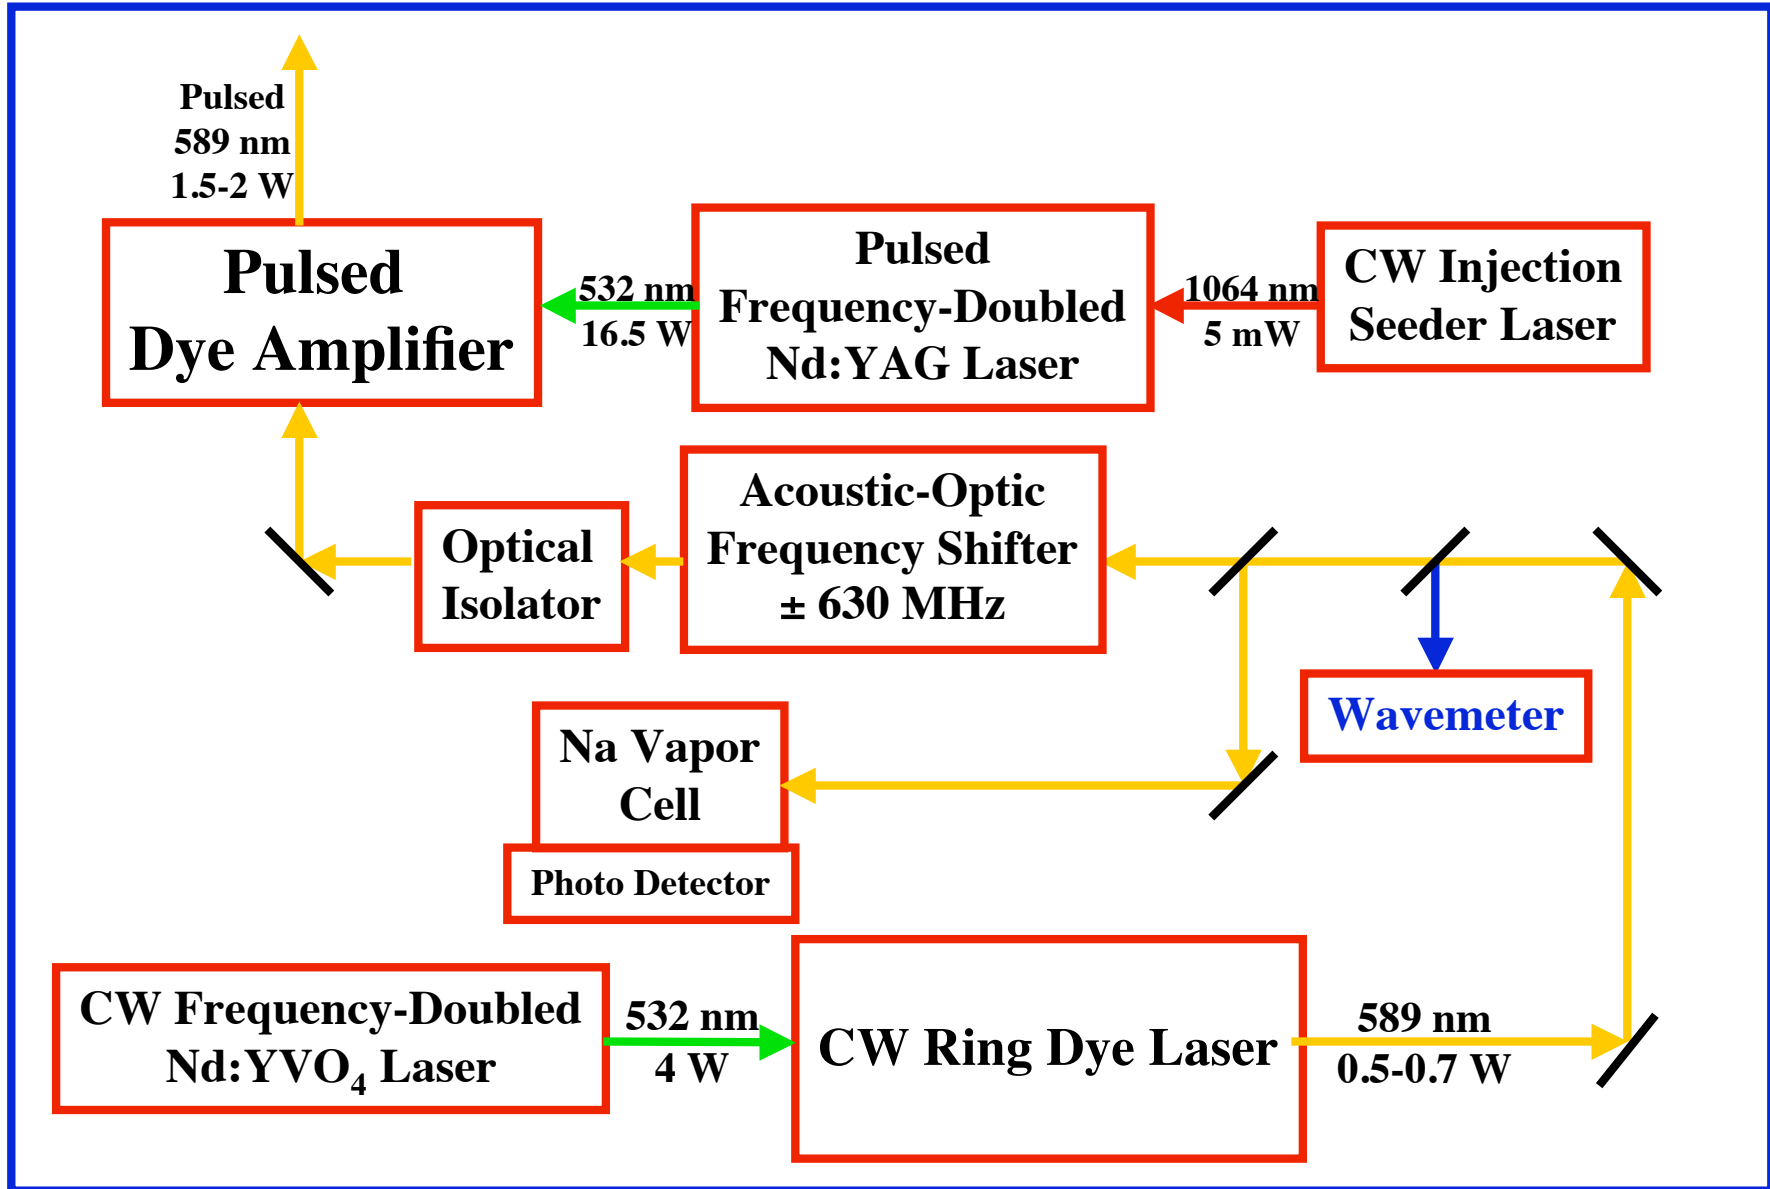 Pulsed
589 nm
1.5-2 W
Pulsed
Dye Amplifier
532 nm
16.5 W
Pulsed
Frequency-Doubled
Nd:YAG Laser
1064 nm
5 mW
CW Injection
Seeder Laser
Optical
Isolator
Acoustic-Optic
Frequency Shifter
± 630 MHz
Wavemeter
Na Vapor
Cell
Photo Detector
CW Frequency-Doubled
Nd:YVO₄ Laser
532 nm
4 W
CW Ring Dye Laser
589 nm
0.5-0.7 W